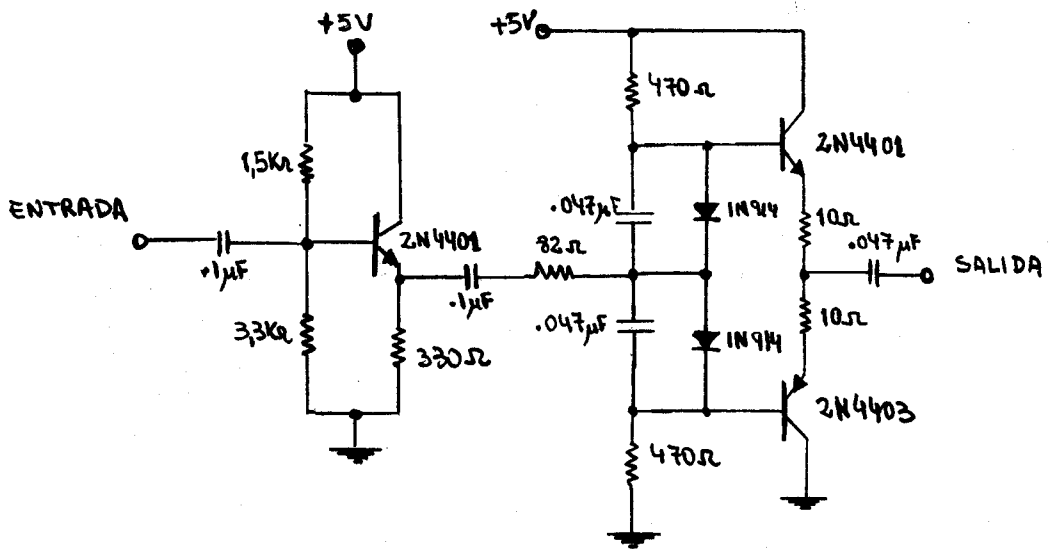 +5V
+5V
470Ω
1,5KΩ
2N4401
ENTRADA
.047µF
1N914
2N4401
82Ω
10Ω
.047µF
SALIDA
.1µF
.1µF
.047µF
3,3KΩ
330Ω
1N914
10Ω
2N4403
470Ω